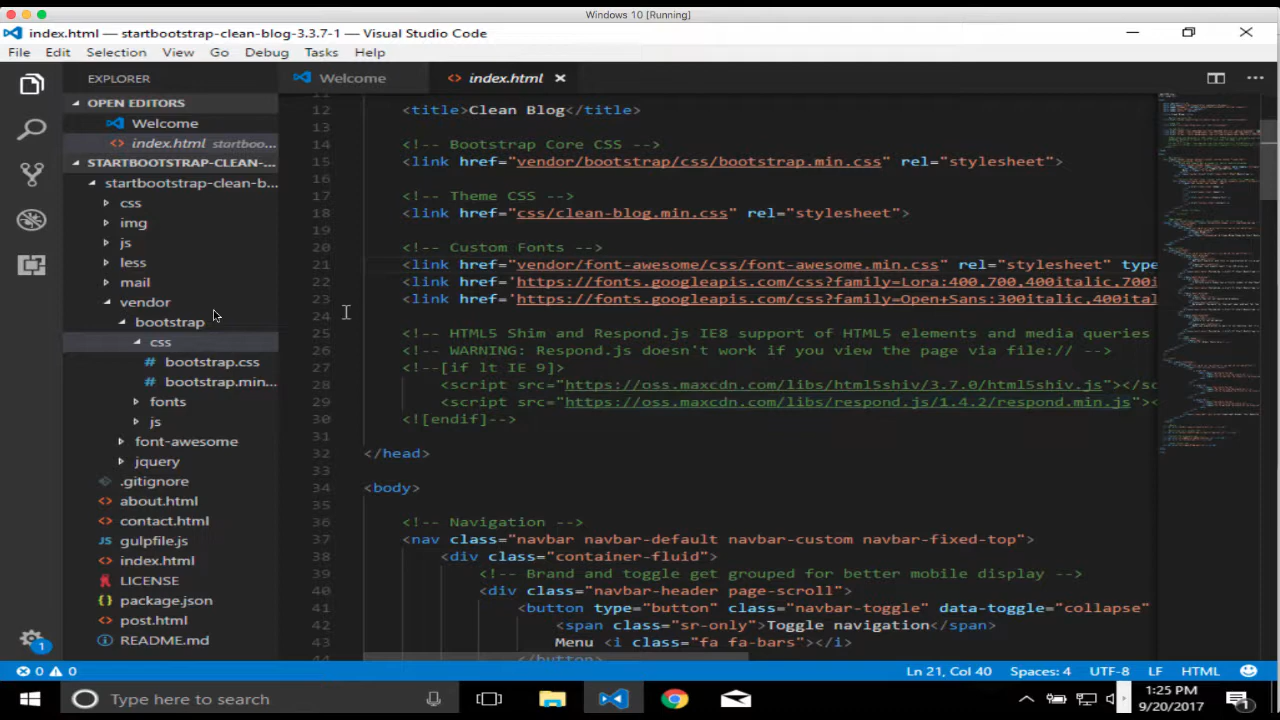 Windows 10 [Running]
index.html — startbootstrap-clean-blog-3.3.7-1 — Visual Studio Code
File Edit Selection View Go Debug Tasks Help
EXPLORER
OPEN EDITORS
Welcome
index.html startboo...
STARTBOOTSTRAP-CLEAN-...
startbootstrap-clean-b...
css
img
js
less
mail
vendor
bootstrap
css
# bootstrap.css
# bootstrap.min...
fonts
js
font-awesome
jquery
.gitignore
<> about.html
<> contact.html
JS gulpfile.js
<> index.html
LICENSE
{} package.json
<> post.html
README.md
1
Welcome <> index.html ×
12 <title>Clean Blog</title>
13
14 <!-- Bootstrap Core CSS -->
15 <link href="vendor/bootstrap/css/bootstrap.min.css" rel="stylesheet">
16
17 <!-- Theme CSS -->
18 <link href="css/clean-blog.min.css" rel="stylesheet">
19
20 <!-- Custom Fonts -->
21 <link href="vendor/font-awesome/css/font-awesome.min.css" rel="stylesheet" type
22 <link href='https://fonts.googleapis.com/css?family=Lora:400,700,400italic,700i
23 <link href='https://fonts.googleapis.com/css?family=Open+Sans:300italic,400ital
24
25 <!-- HTML5 Shim and Respond.js IE8 support of HTML5 elements and media queries
26 <!-- WARNING: Respond.js doesn't work if you view the page via file:// -->
27 <!--[if lt IE 9]>
28 <script src="https://oss.maxcdn.com/libs/html5shiv/3.7.0/html5shiv.js"></sc
29 <script src="https://oss.maxcdn.com/libs/respond.js/1.4.2/respond.min.js"><
30 <![endif]-->
31
32 </head>
33
34 <body>
35
36 <!-- Navigation -->
37 <nav class="navbar navbar-default navbar-custom navbar-fixed-top">
38 <div class="container-fluid">
39 <!-- Brand and toggle get grouped for better mobile display -->
40 <div class="navbar-header page-scroll">
41 <button type="button" class="navbar-toggle" data-toggle="collapse"
42 <span class="sr-only">Toggle navigation</span>
43 Menu <i class="fa fa-bars"></i>
44 </button>
0 0 Ln 21, Col 40 Spaces: 4 UTF-8 LF HTML
Type here to search
1:25 PM
9/20/2017
1